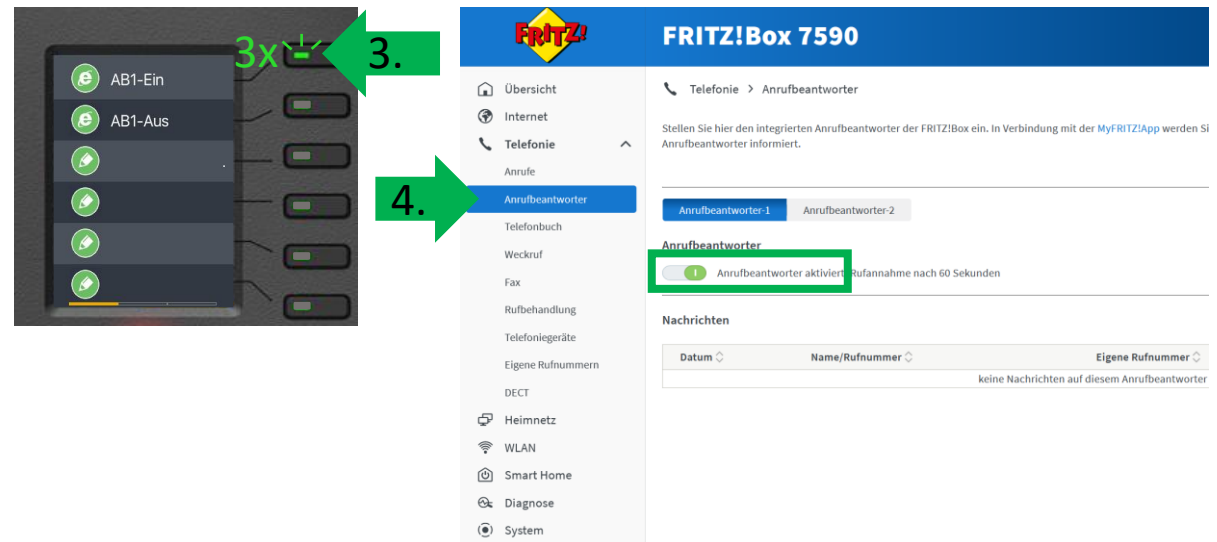 3x
3.
AB1-Ein
AB1-Aus
4.
FRITZ!
FRITZ!Box 7590
Übersicht
Internet
Telefonie
Anrufe
Anrufbeantworter
Telefonbuch
Weckruf
Fax
Rufbehandlung
Telefoniegeräte
Eigene Rufnummern
DECT
Heimnetz
WLAN
Smart Home
Diagnose
System
Telefonie > Anrufbeantworter
Stellen Sie hier den integrierten Anrufbeantworter der FRITZ!Box ein. In Verbindung mit der MyFRITZ!App werden Si
Anrufbeantworter informiert.
Anrufbeantworter-1 Anrufbeantworter-2
Anrufbeantworter
Anrufbeantworter aktiviert Rufannahme nach 60 Sekunden
Nachrichten
Datum Name/Rufnummer Eigene Rufnummer
keine Nachrichten auf diesem Anrufbeantworter